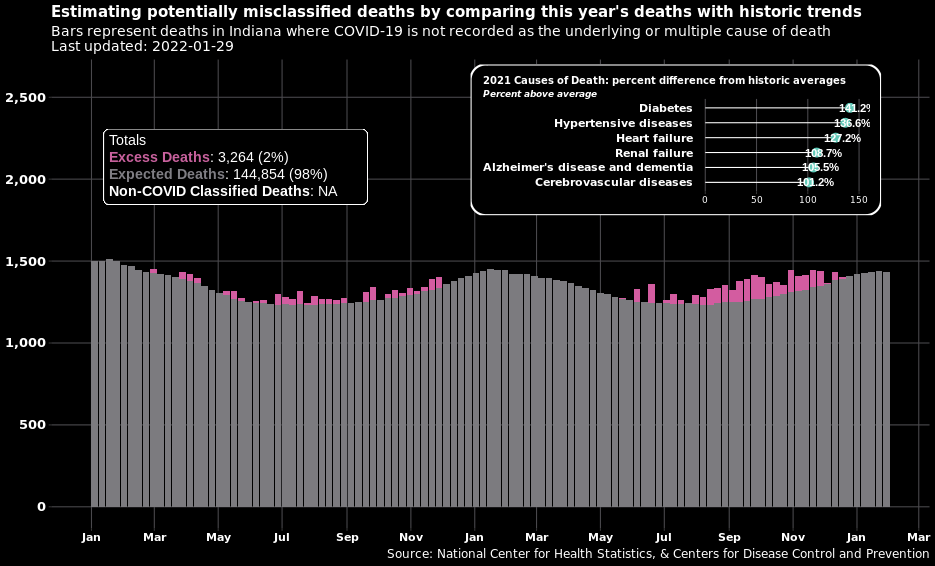 Estimating potentially misclassified deaths by comparing this year's deaths with historic trends
Bars represent deaths in Indiana where COVID-19 is not recorded as the underlying or multiple cause of death
Last updated: 2022-01-29
2021 Causes of Death: percent difference from historic averages
Percent above average
Diabetes 141.2%
Hypertensive diseases 136.6%
Heart failure 127.2%
Renal failure 108.7%
Alzheimer's disease and dementia 105.5%
Cerebrovascular diseases 101.2%
0 50 100 150
Totals
Excess Deaths: 3,264 (2%)
Expected Deaths: 144,854 (98%)
Non-COVID Classified Deaths: NA
2,500
2,000
1,500
1,000
500
0
Jan Mar May Jul Sep Nov Jan Mar May Jul Sep Nov Jan Mar
Source: National Center for Health Statistics, & Centers for Disease Control and Prevention